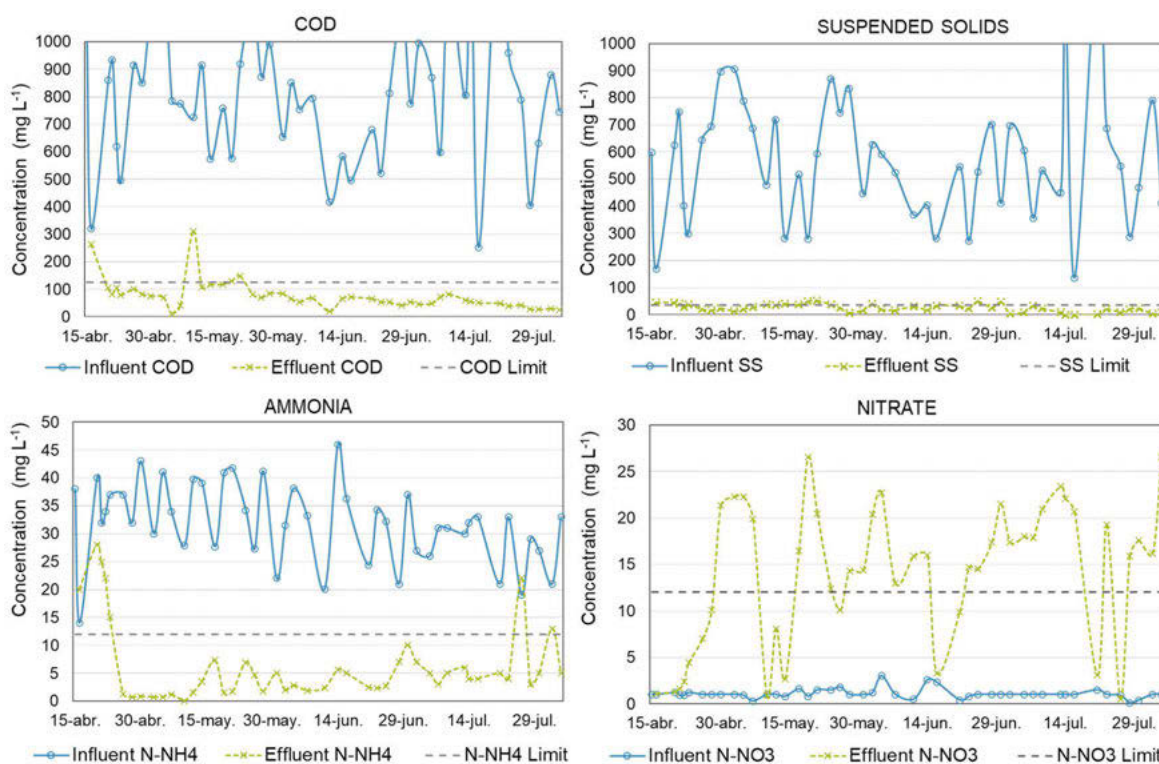 COD
Concentration (mg L-1)
1000
900
800
700
600
500
400
300
200
100
0
15-abr. 30-abr. 15-may. 30-may. 14-jun. 29-jun. 14-jul. 29-jul.
Influent COD Effluent COD COD Limit
SUSPENDED SOLIDS
Concentration (mg L-1)
1000
900
800
700
600
500
400
300
200
100
0
15-abr. 30-abr. 15-may. 30-may. 14-jun. 29-jun. 14-jul. 29-jul.
Influent SS Effluent SS SS Limit
AMMONIA
Concentration (mg L-1)
50
45
40
35
30
25
20
15
10
5
0
15-abr. 30-abr. 15-may. 30-may. 14-jun. 29-jun. 14-jul. 29-jul.
Influent N-NH4 Effluent N-NH4 N-NH4 Limit
NITRATE
Concentration (mg L-1)
30
25
20
15
10
5
0
15-abr. 30-abr. 15-may. 30-may. 14-jun. 29-jun. 14-jul. 29-jul.
Influent N-NO3 Effluent N-NO3 N-NO3 Limit